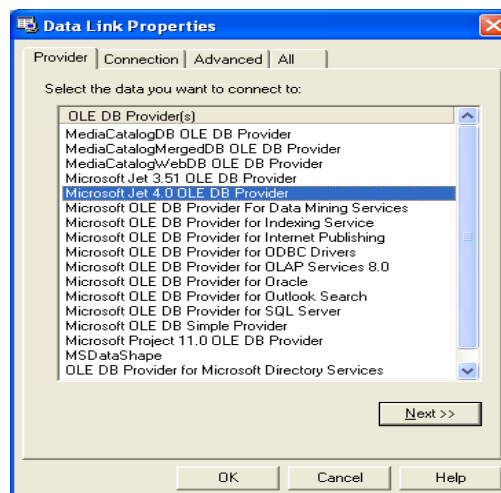 Data Link Properties
Provider Connection Advanced All
Select the data you want to connect to:
OLE DB Provider(s)
MediaCatalogDB OLE DB Provider
MediaCatalogMergedDB OLE DB Provider
MediaCatalogWebDB OLE DB Provider
Microsoft Jet 3.51 OLE DB Provider
Microsoft Jet 4.0 OLE DB Provider
Microsoft OLE DB Provider For Data Mining Services
Microsoft OLE DB Provider for Indexing Service
Microsoft OLE DB Provider for Internet Publishing
Microsoft OLE DB Provider for ODBC Drivers
Microsoft OLE DB Provider for OLAP Services 8.0
Microsoft OLE DB Provider for Oracle
Microsoft OLE DB Provider for Outlook Search
Microsoft OLE DB Provider for SQL Server
Microsoft OLE DB Simple Provider
Microsoft Project 11.0 OLE DB Provider
MSDataShape
OLE DB Provider for Microsoft Directory Services
Next >>
OK Cancel Help